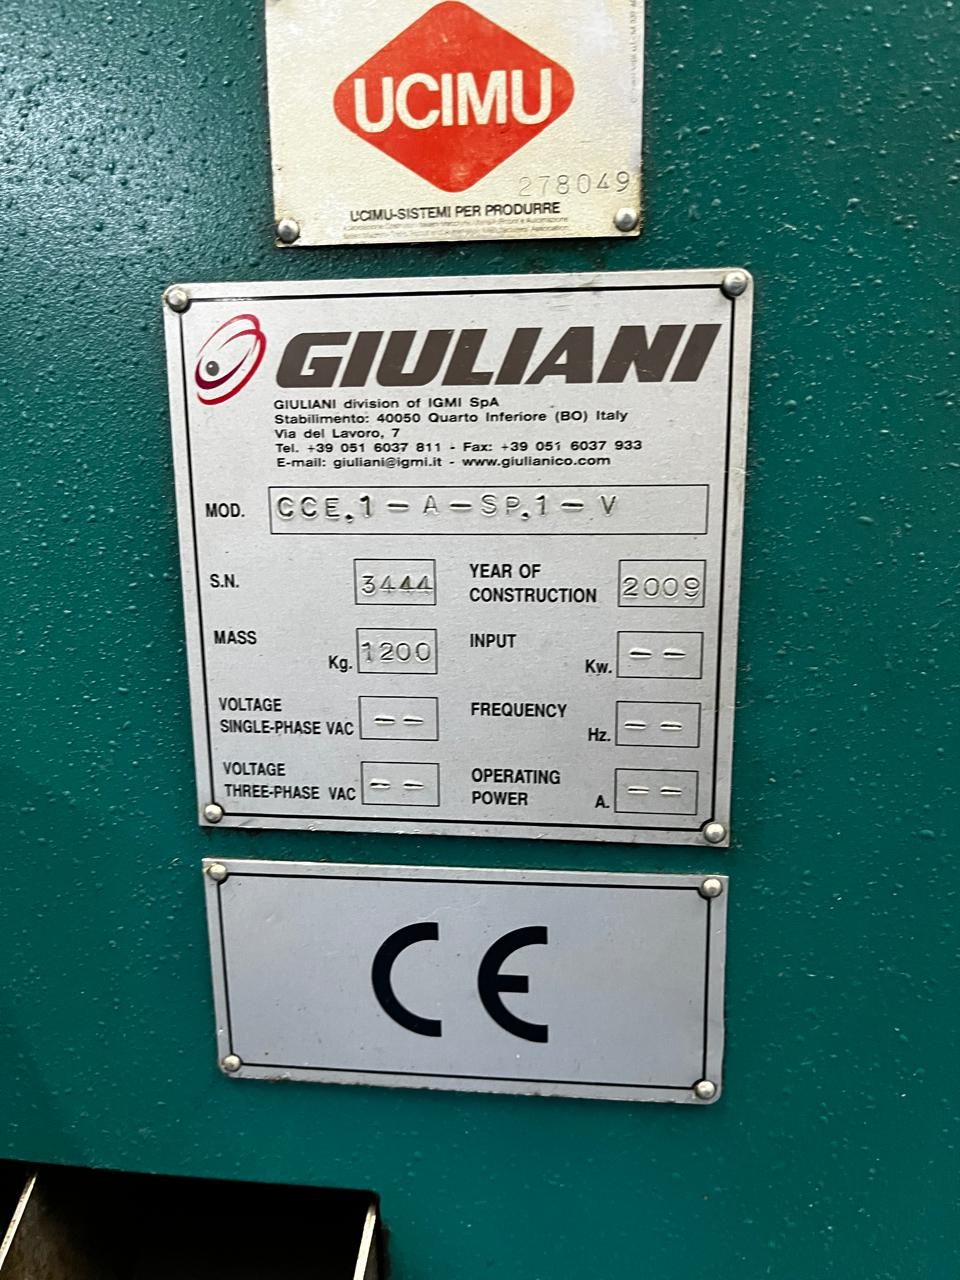 UCIMU
278049
UCIMU-SISTEMI PER PRODURRE
GIULIANI
GIULIANI division of IGMI SpA
Stabilimento: 40050 Quarto Inferiore (BO) Italy
Via del Lavoro, 7
Tel. +39 051 6037 811 - Fax: +39 051 6037 933
E-mail: giuliani@igmi.it - www.giulianico.com
MOD. CCE.1-A-SP.1-V
S.N. 3444
YEAR OF CONSTRUCTION 2009
MASS Kg. 1200
INPUT Kw. --
VOLTAGE SINGLE-PHASE VAC --
FREQUENCY Hz. --
VOLTAGE THREE-PHASE VAC --
OPERATING POWER A. --
CE